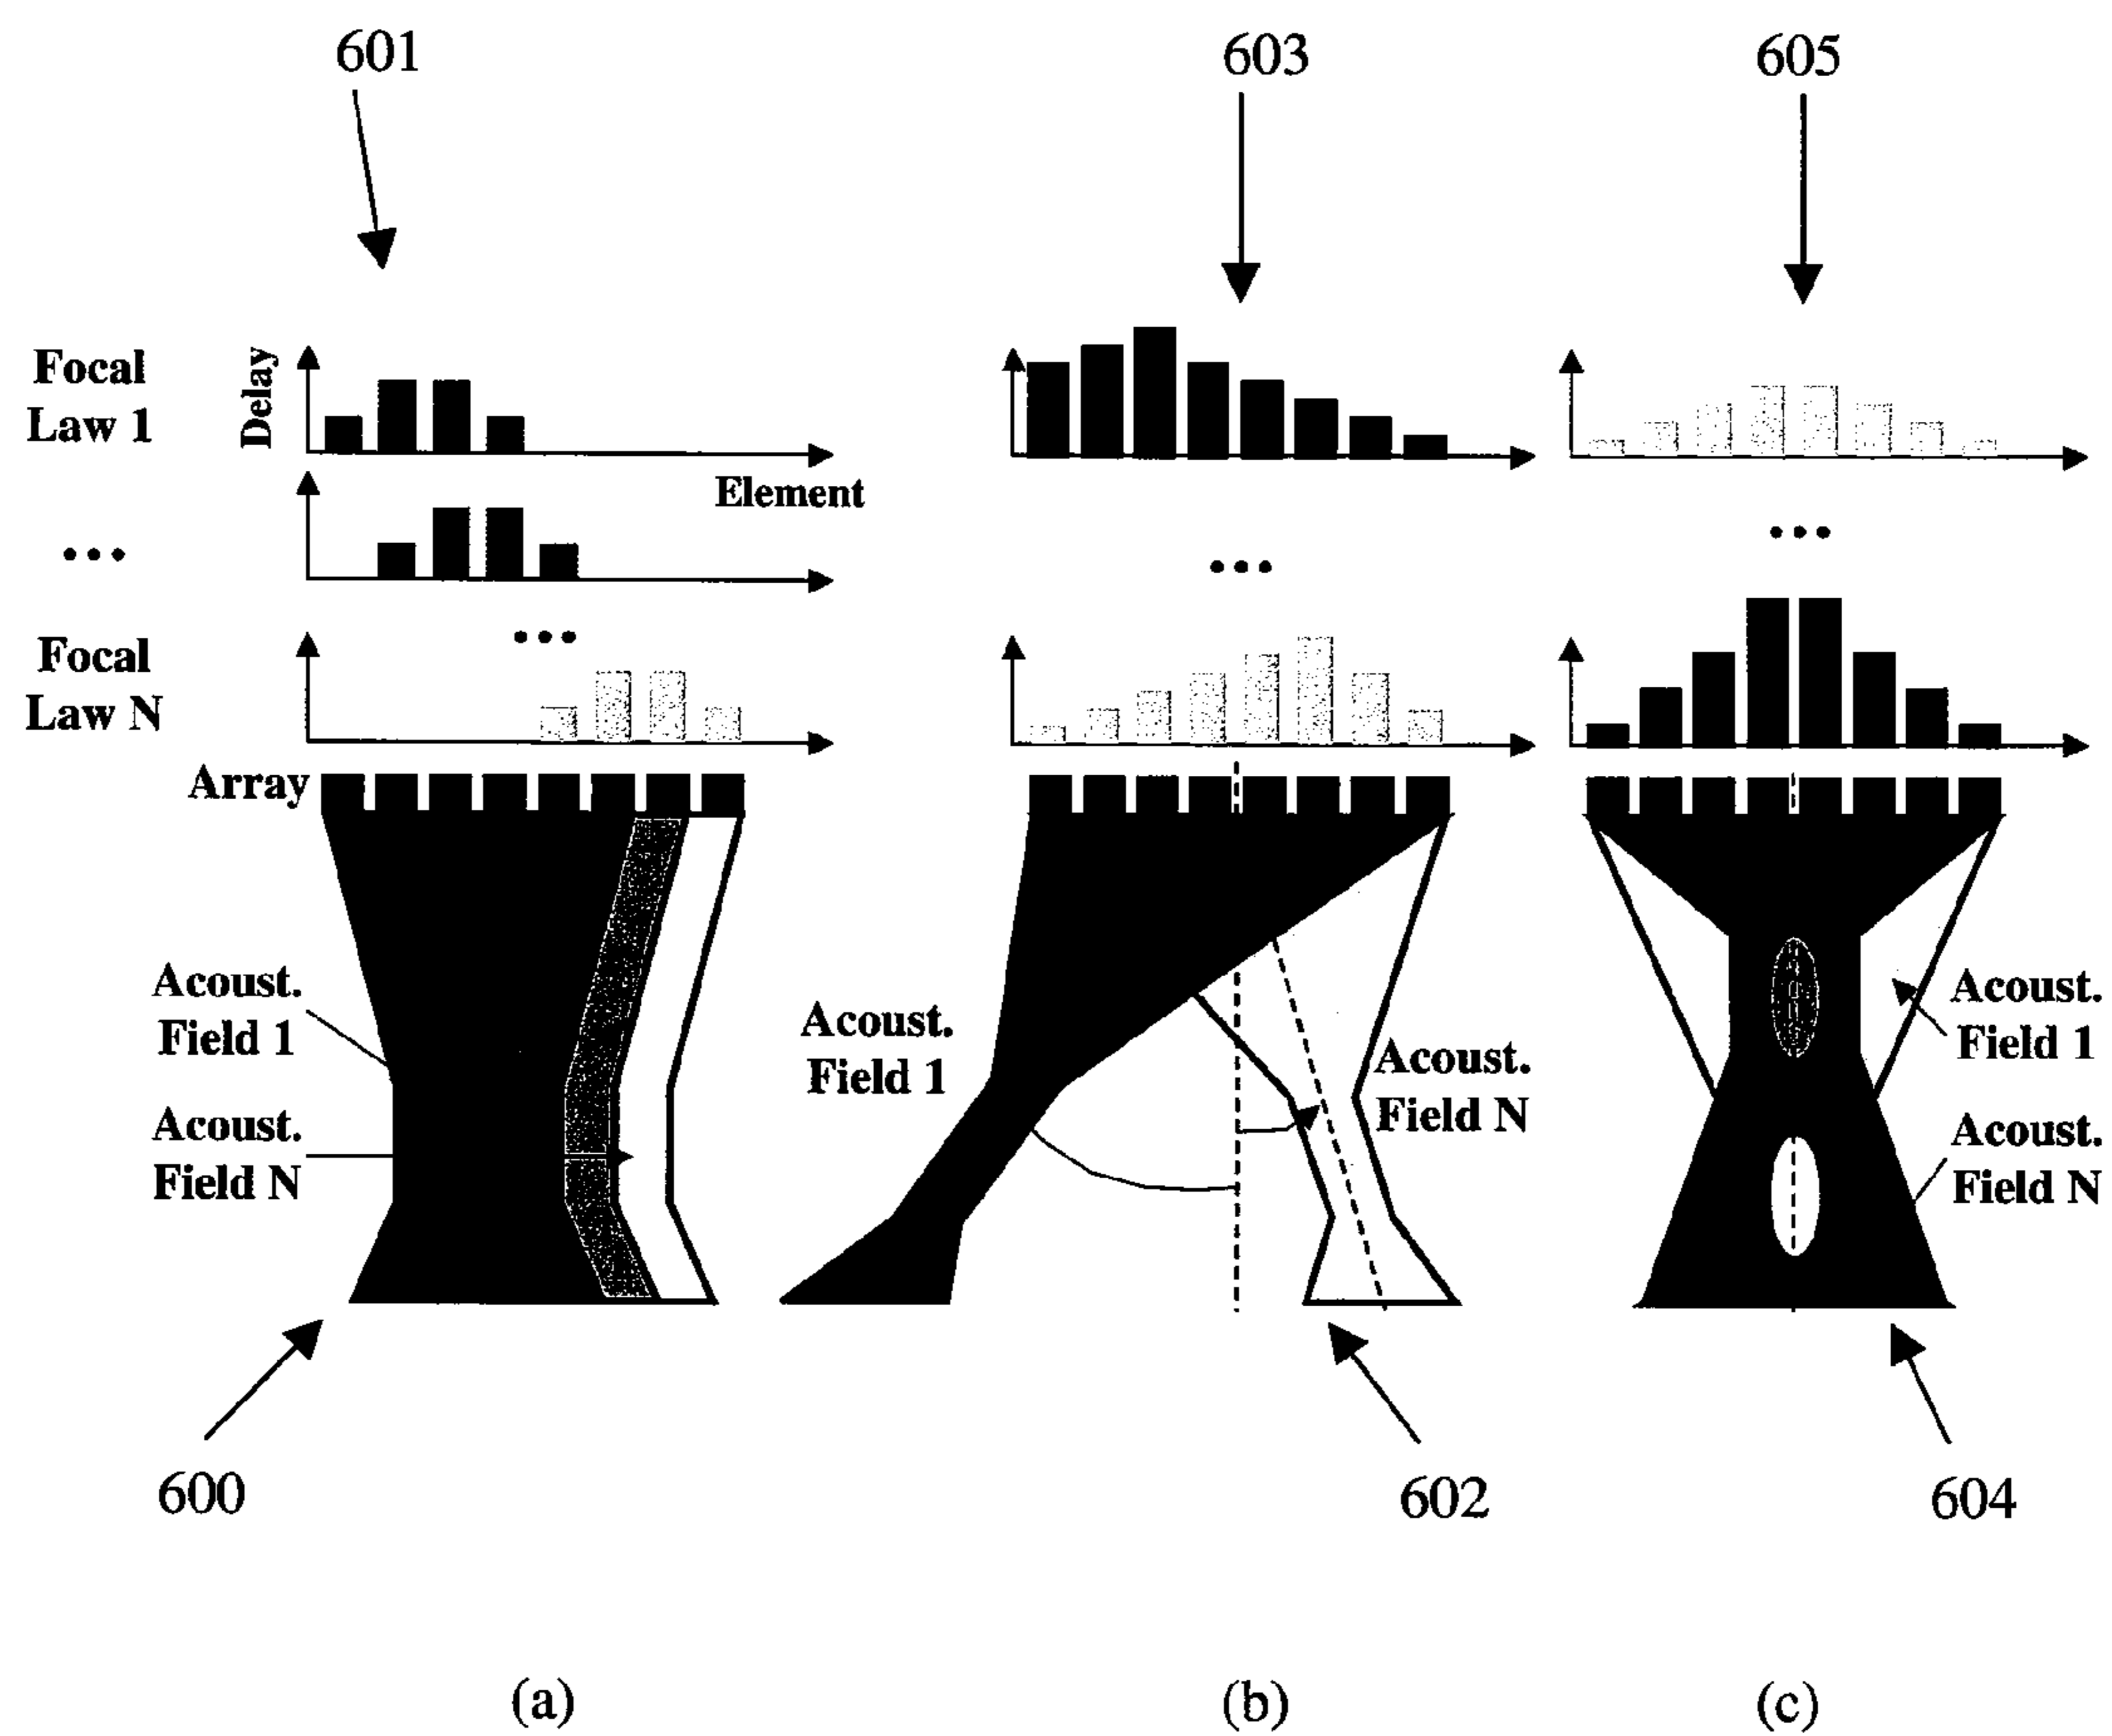 601
603
605
Focal
Law 1
Delay
Element
...
...
...
...
Focal
Law N
Array
Acoust.
Field 1
Acoust.
Field N
Acoust.
Field 1
Acoust.
Field N
Acoust.
Field 1
Acoust.
Field N
600
602
604
(a)
(b)
(c)